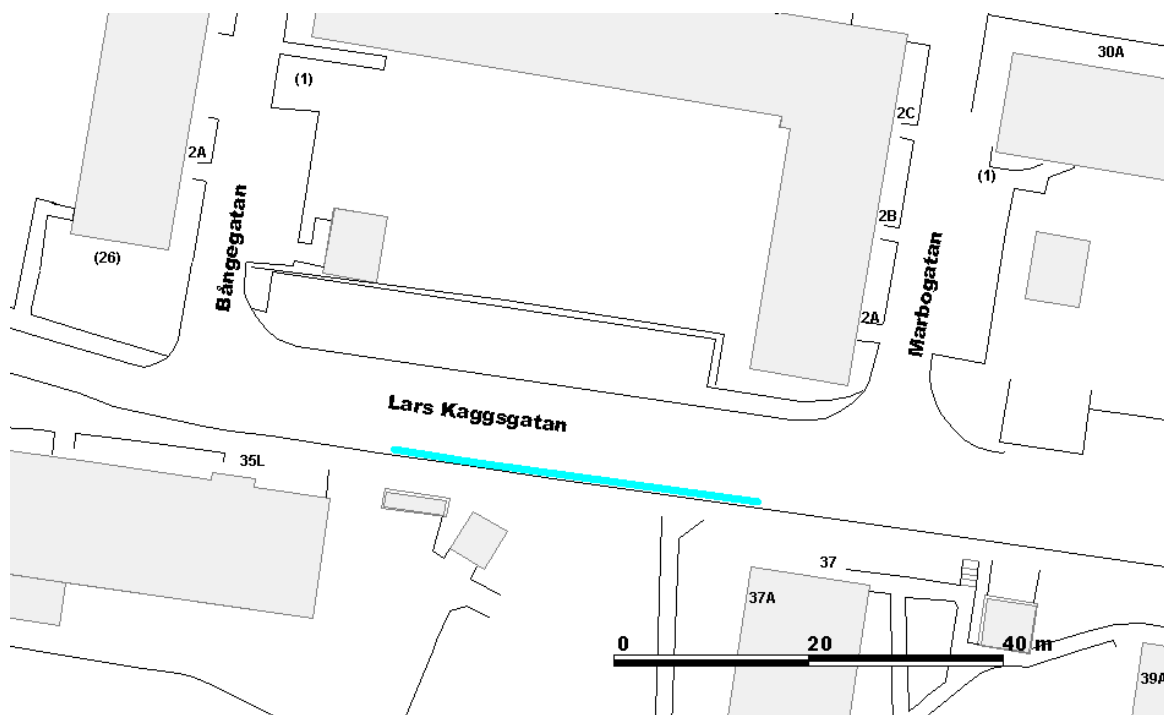 30A
(1)
2C
2A
(1)
2B
(26)
Bångegatan
Marbogatan
2A
Lars Kaggsgatan
35L
37
37A
0 20 40 m
39A